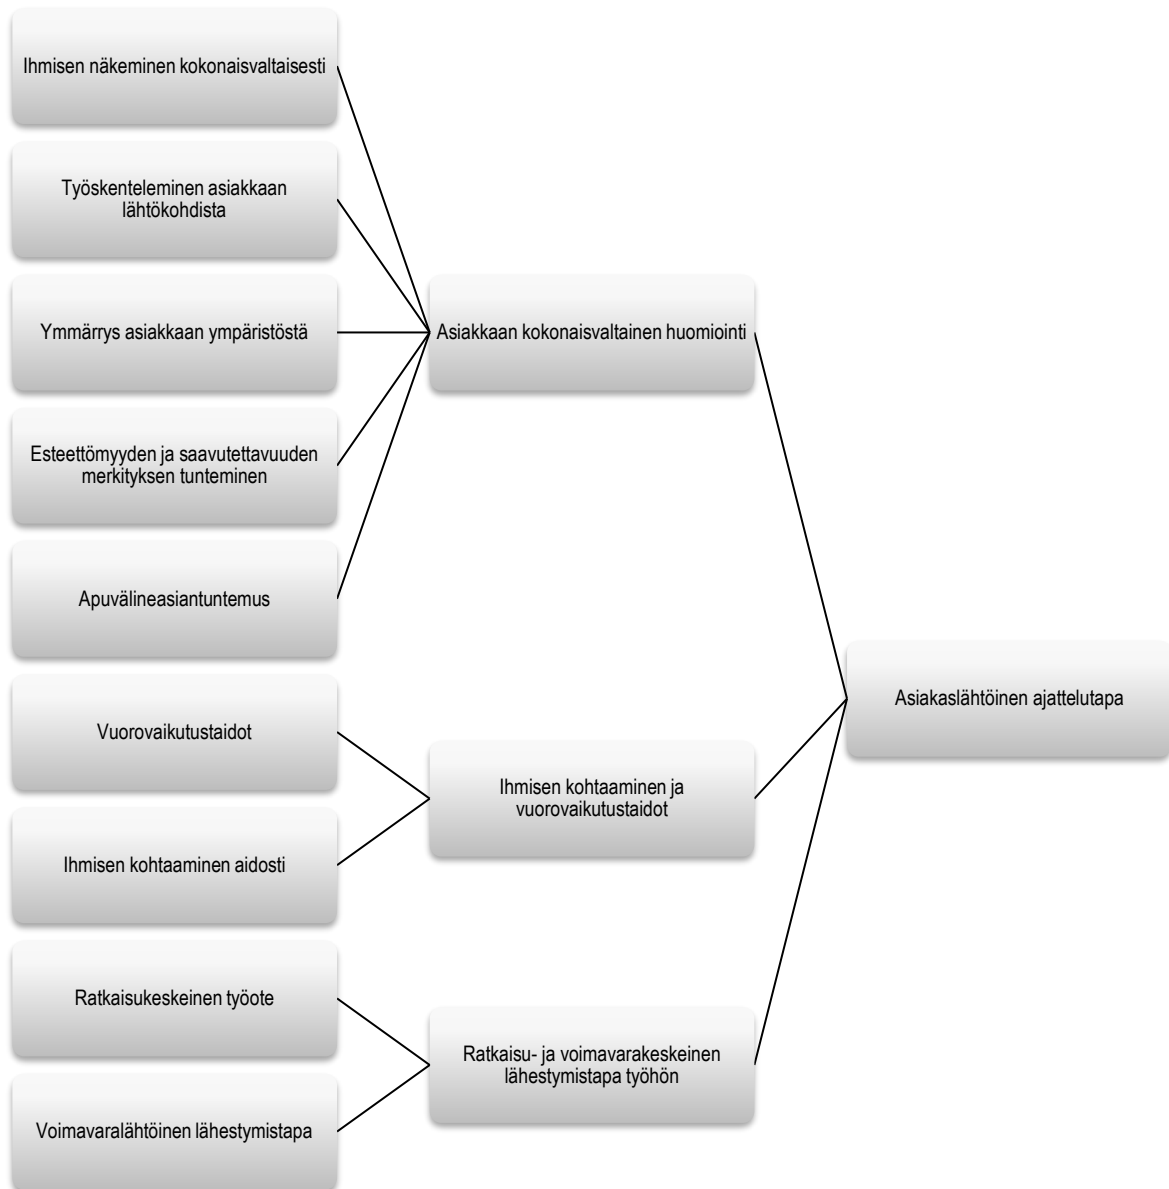 Ihmisen näkeminen kokonaisvaltaisesti
Työskenteleminen asiakkaan
lähtökohdista
Ymmärrys asiakkaan ympäristöstä
Esteettömyyden ja saavutettavuuden
merkityksen tunteminen
Apuvälineasiantuntemus
Vuorovaikutustaidot
Ihmisen kohtaaminen aidosti
Ratkaisukeskeinen työote
Voimavaralähtöinen lähestymistapa
Asiakkaan kokonaisvaltainen huomiointi
Ihmisen kohtaaminen ja
vuorovaikutustaidot
Ratkaisu- ja voimavarakeskeinen
lähestymistapa työhön
Asiakaslähtöinen ajattelutapa